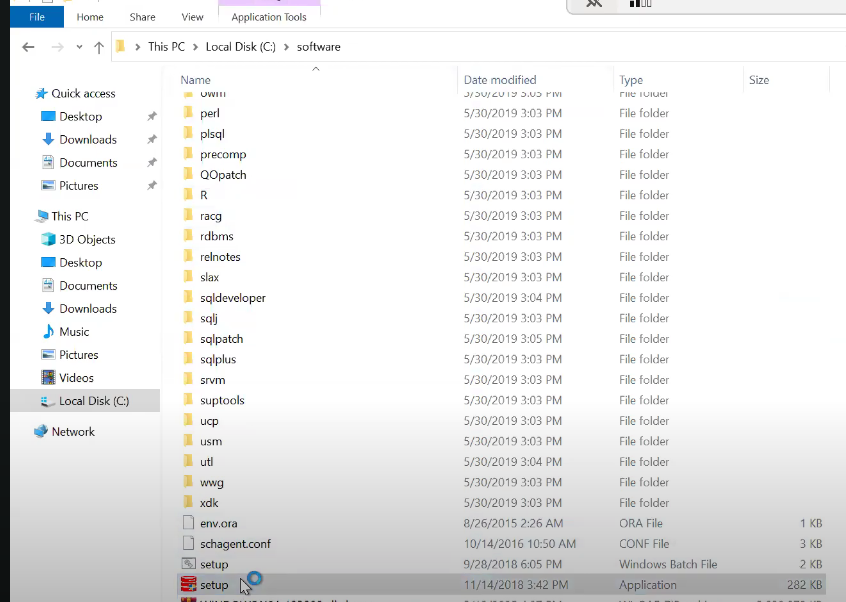 File Home Share View Application Tools
This PC > Local Disk (C:) > software
Name Date modified Type Size
Quick access
Desktop
Downloads
Documents
Pictures
This PC
3D Objects
Desktop
Documents
Downloads
Music
Pictures
Videos
Local Disk (C:)
Network
owm 5/30/2019 3:03 PM File folder
perl 5/30/2019 3:03 PM File folder
plsql 5/30/2019 3:03 PM File folder
precomp 5/30/2019 3:03 PM File folder
QOpatch 5/30/2019 3:03 PM File folder
R 5/30/2019 3:03 PM File folder
racg 5/30/2019 3:03 PM File folder
rdbms 5/30/2019 3:03 PM File folder
relnotes 5/30/2019 3:03 PM File folder
slax 5/30/2019 3:03 PM File folder
sqldeveloper 5/30/2019 3:04 PM File folder
sqlj 5/30/2019 3:03 PM File folder
sqlpatch 5/30/2019 3:05 PM File folder
sqlplus 5/30/2019 3:03 PM File folder
srvm 5/30/2019 3:03 PM File folder
suptools 5/30/2019 3:03 PM File folder
ucp 5/30/2019 3:03 PM File folder
usm 5/30/2019 3:03 PM File folder
utl 5/30/2019 3:04 PM File folder
wwg 5/30/2019 3:03 PM File folder
xdk 5/30/2019 3:03 PM File folder
env.ora 8/26/2015 2:26 AM ORA File 1 KB
schagent.conf 10/14/2016 10:50 AM CONF File 3 KB
setup 9/28/2018 6:05 PM Windows Batch File 2 KB
setup 11/14/2018 3:42 PM Application 282 KB